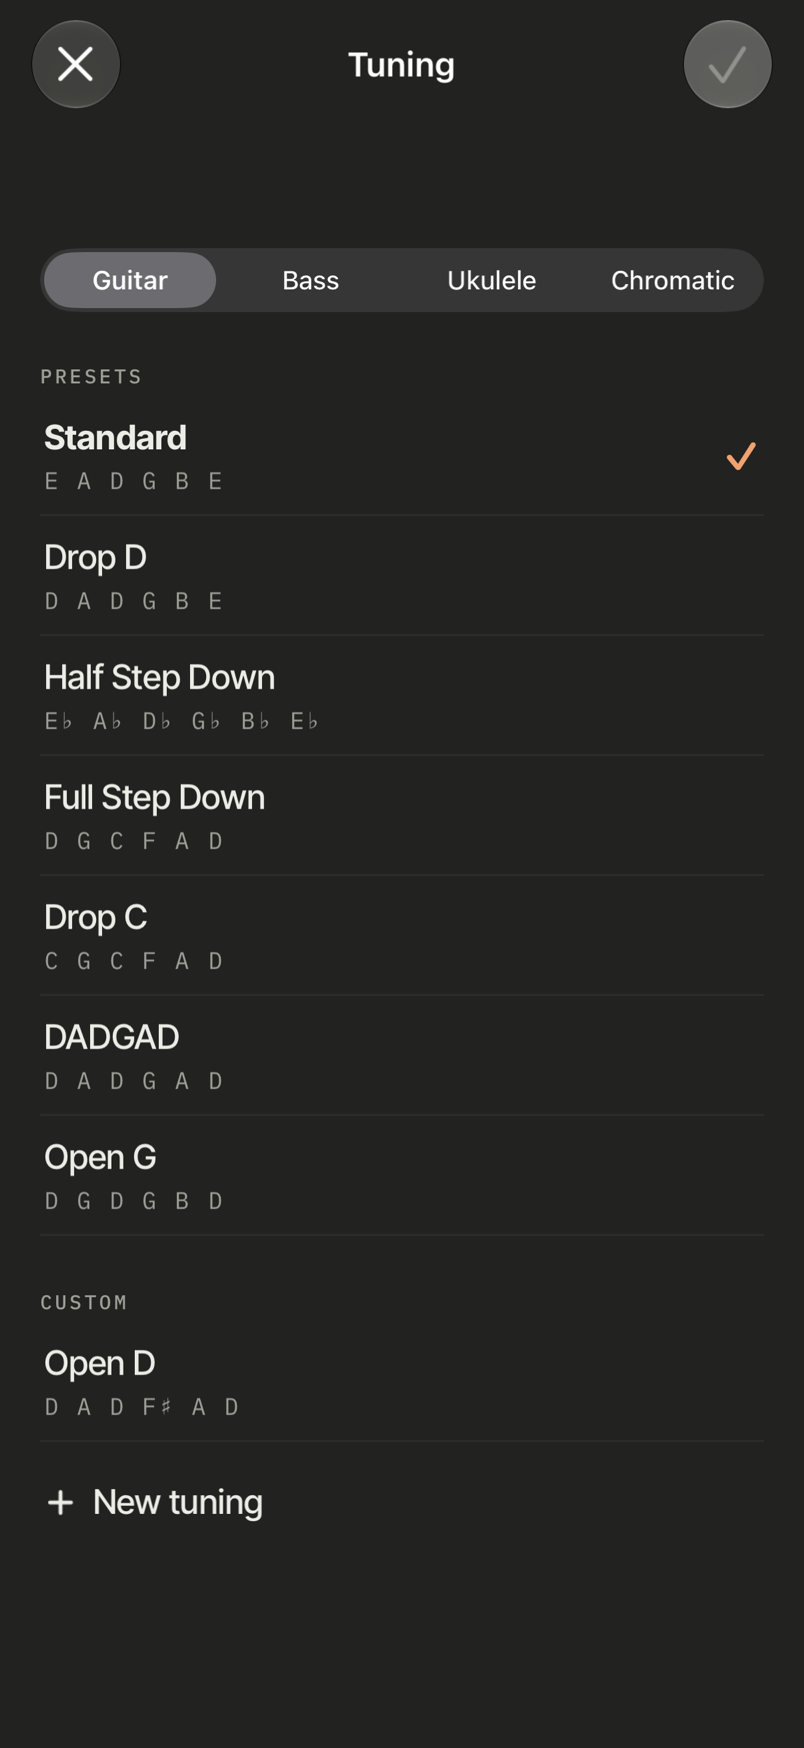 Tuning
Guitar Bass Ukulele Chromatic
PRESETS
Standard
E A D G B E
Drop D
D A D G B E
Half Step Down
E♭ A♭ D♭ G♭ B♭ E♭
Full Step Down
D G C F A D
Drop C
C G C F A D
DADGAD
D A D G A D
Open G
D G D G B D
CUSTOM
Open D
D A D F♯ A D
+ New tuning